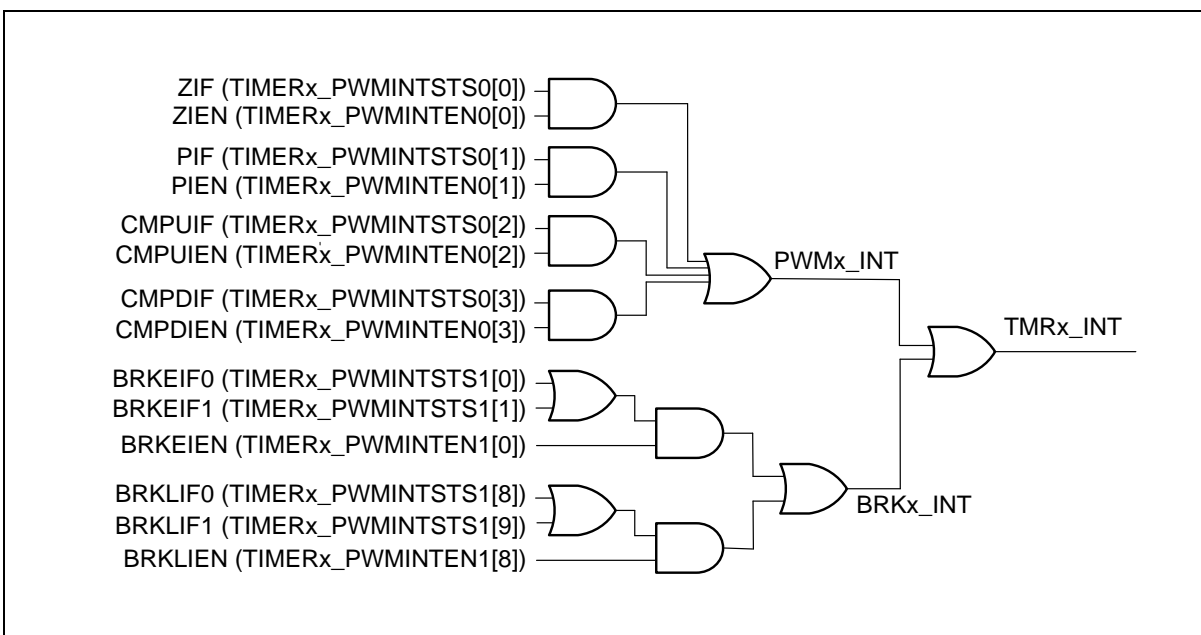 ZIF (TIMERx_PWMINTSTS0[0])
ZIEN (TIMERx_PWMINTEN0[0])
PIF (TIMERx_PWMINTSTS0[1])
PIEN (TIMERx_PWMINTEN0[1])
CMPUIF (TIMERx_PWMINTSTS0[2])
CMPUIEN (TIMERx_PWMINTEN0[2])
CMPDIF (TIMERx_PWMINTSTS0[3])
CMPDIEN (TIMERx_PWMINTEN0[3])
PWMx_INT
TMRx_INT
BRKEIF0 (TIMERx_PWMINTSTS1[0])
BRKEIF1 (TIMERx_PWMINTSTS1[1])
BRKEIEN (TIMERx_PWMINTEN1[0])
BRKLIF0 (TIMERx_PWMINTSTS1[8])
BRKLIF1 (TIMERx_PWMINTSTS1[9])
BRKLIEN (TIMERx_PWMINTEN1[8])
BRKx_INT